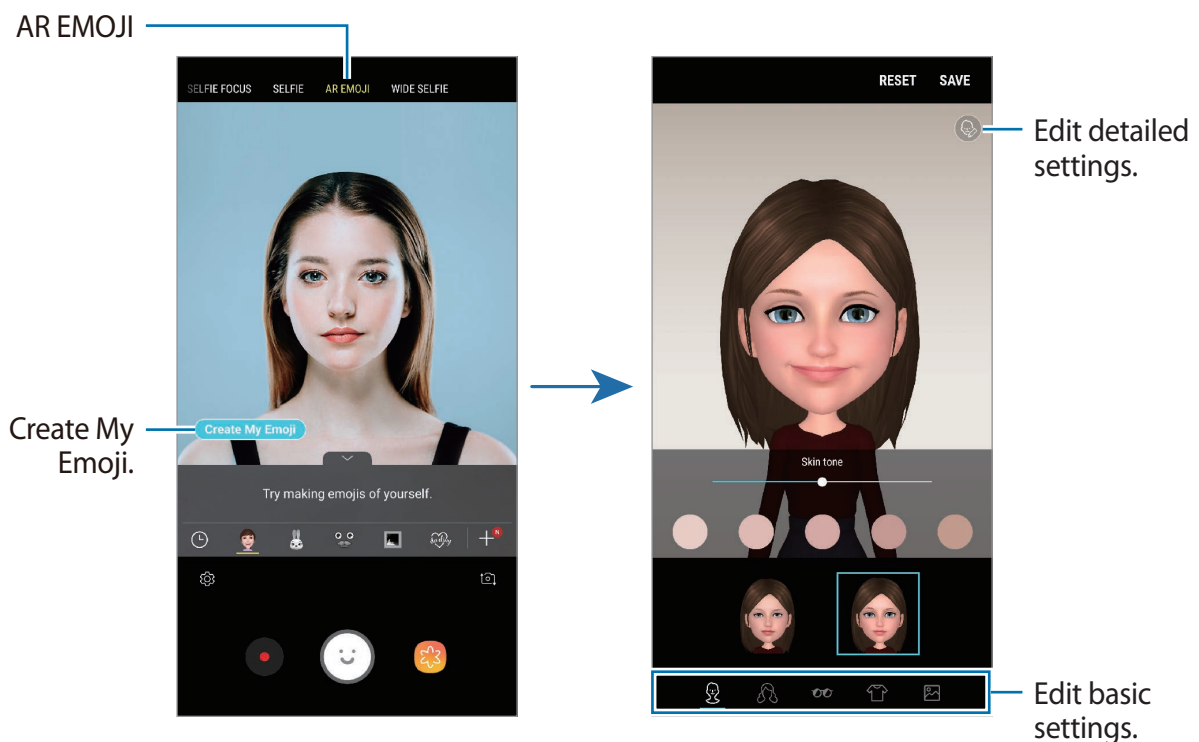 AR EMOJI
SELFIE FOCUS SELFIE AR EMOJI WIDE SELFIE
Create My Emoji
Create My
Emoji.
Try making emojis of yourself.
N
RESET SAVE
Edit detailed
settings.
Skin tone
Edit basic
settings.